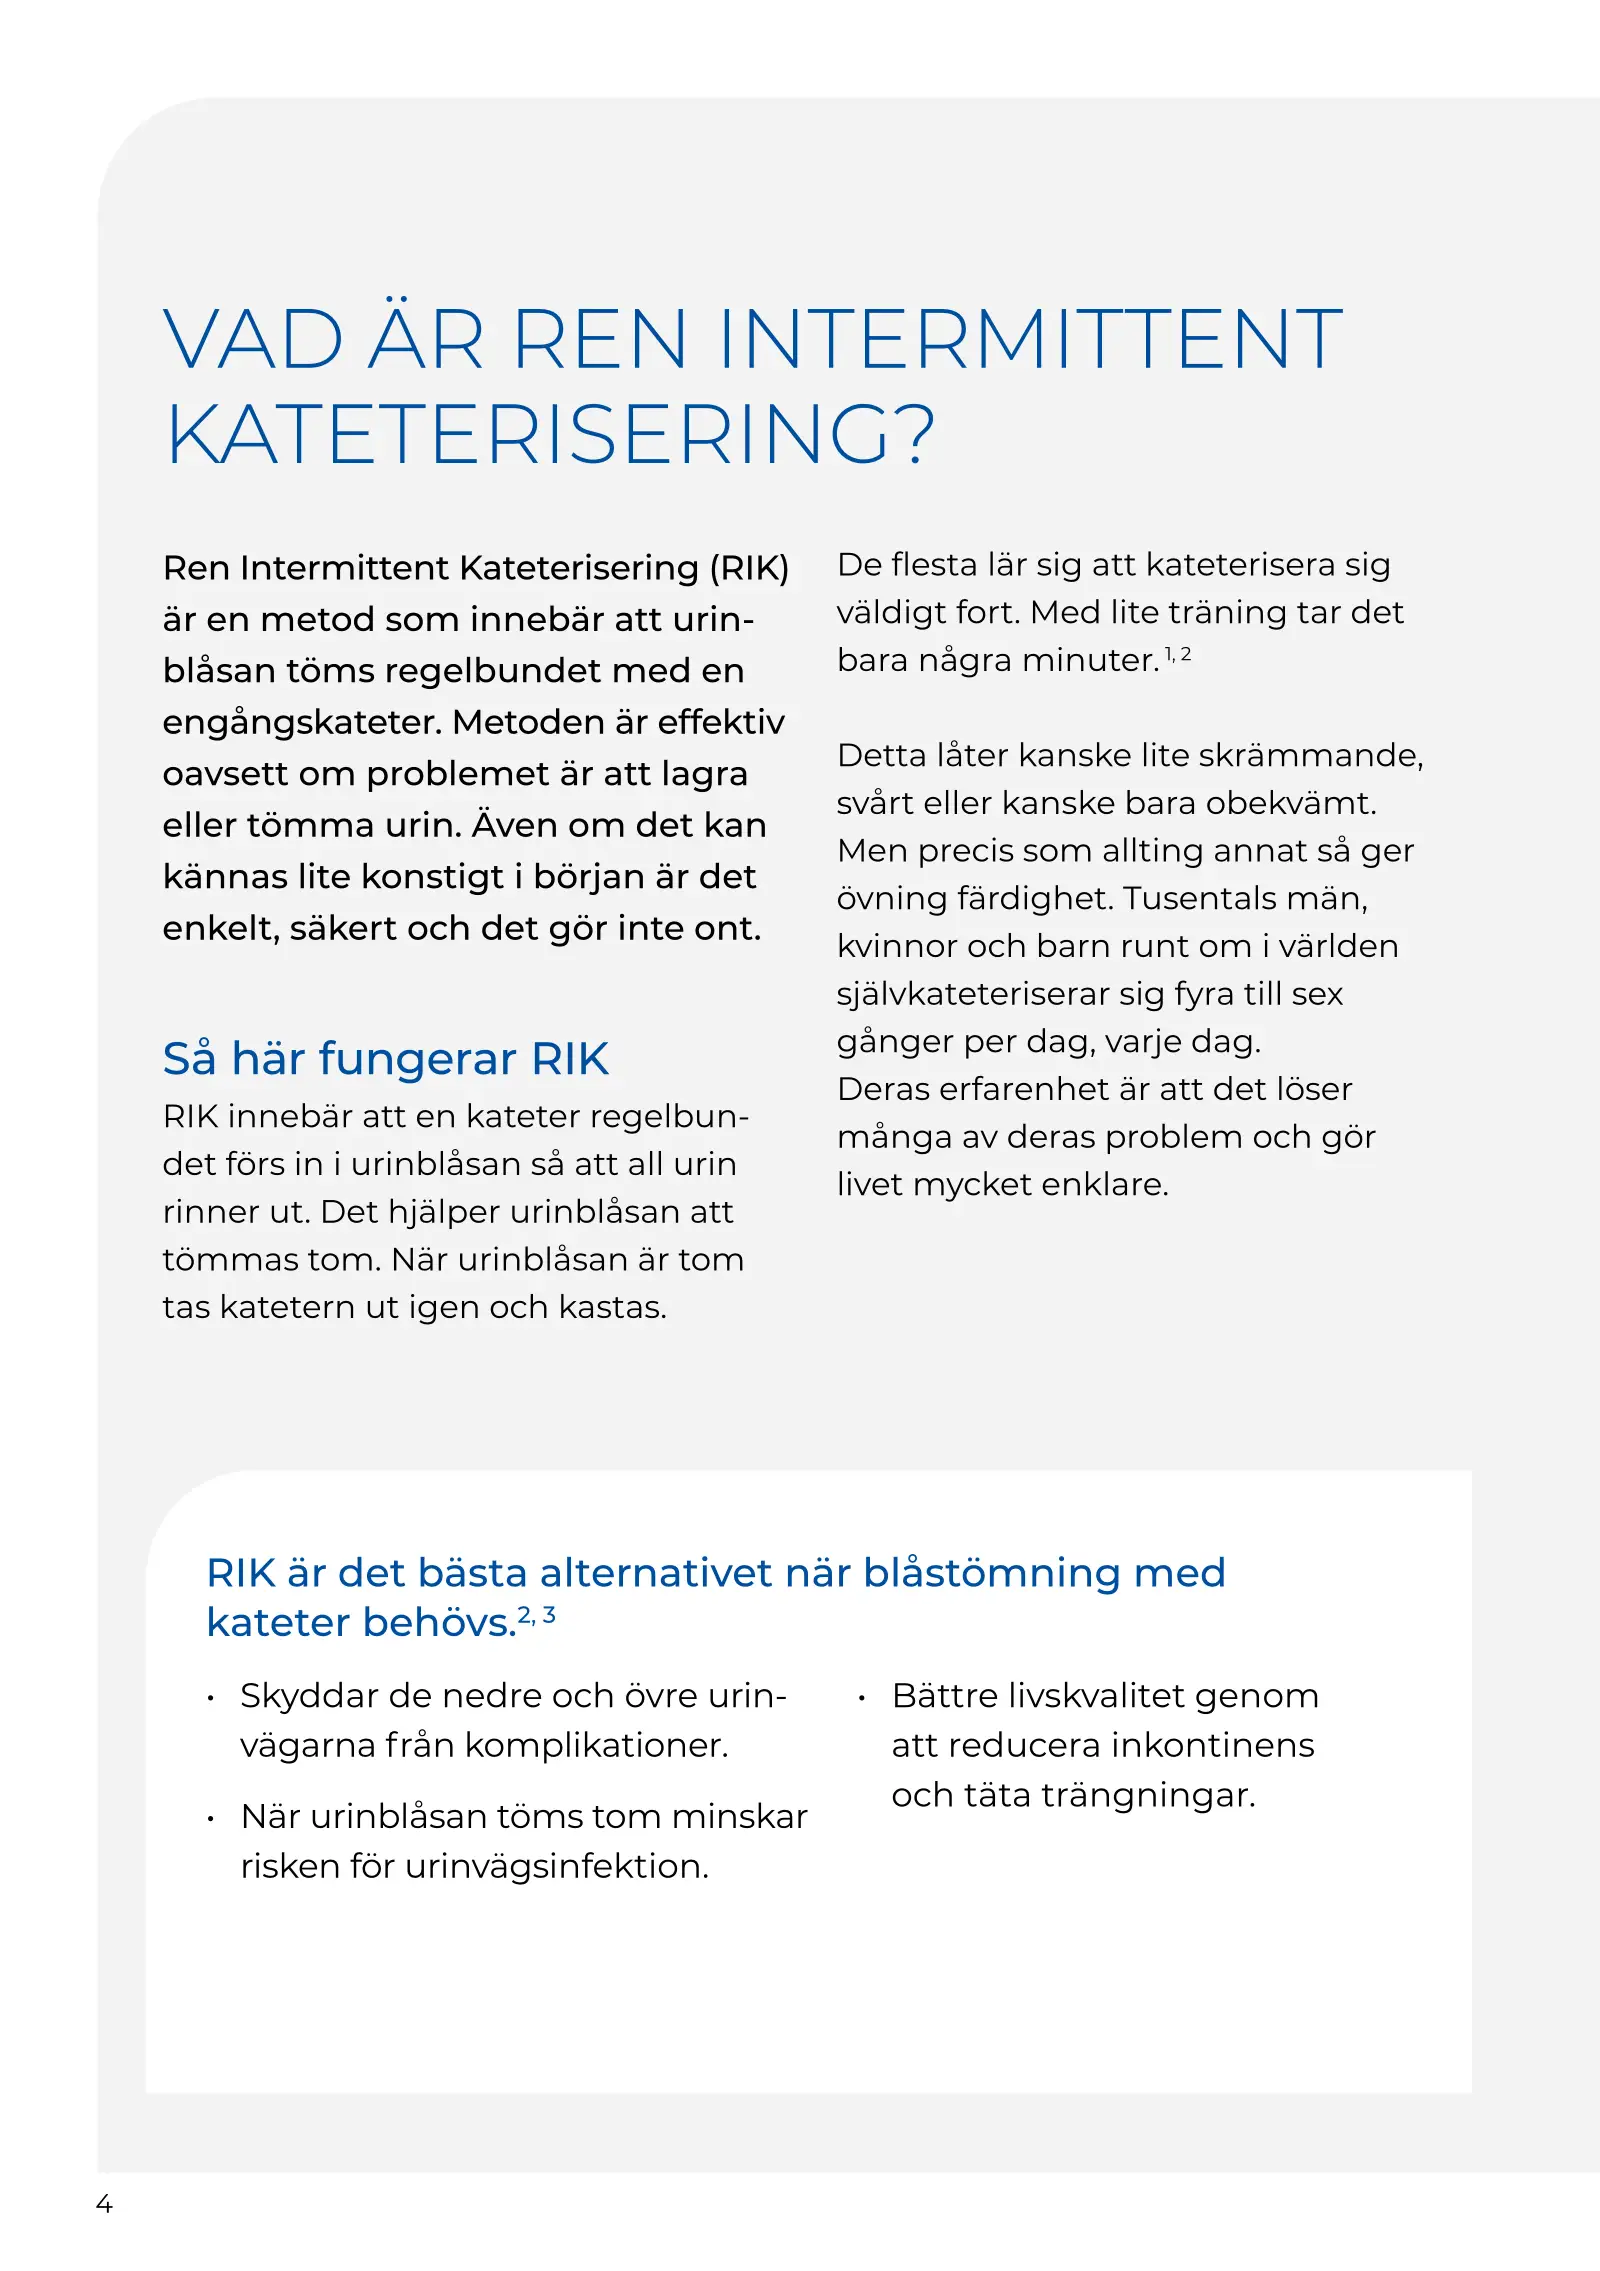 VAD ÄR REN INTERMITTENT
KATETERISERING?
Ren Intermittent Kateterisering (RIK)
är en metod som innebär att urin-
blåsan töms regelbundet med en
engångskateter. Metoden är effektiv
oavsett om problemet är att lagra
eller tömma urin. Även om det kan
kännas lite konstigt i början är det
enkelt, säkert och det gör inte ont.
Så här fungerar RIK
RIK innebär att en kateter regelbun-
det förs in i urinblåsan så att all urin
rinner ut. Det hjälper urinblåsan att
tömmas tom. När urinblåsan är tom
tas katetern ut igen och kastas.
De flesta lär sig att kateterisera sig
väldigt fort. Med lite träning tar det
bara några minuter.1, 2
Detta låter kanske lite skrämmande,
svårt eller kanske bara obekvämt.
Men precis som allting annat så ger
övning färdighet. Tusentals män,
kvinnor och barn runt om i världen
självkateteriserar sig fyra till sex
gånger per dag, varje dag.
Deras erfarenhet är att det löser
många av deras problem och gör
livet mycket enklare.
RIK är det bästa alternativet när blåstömning med
kateter behövs.2, 3
• Skyddar de nedre och övre urin-
vägarna från komplikationer.
• När urinblåsan töms tom minskar
risken för urinvägsinfektion.
• Bättre livskvalitet genom
att reducera inkontinens
och täta trängningar.
4